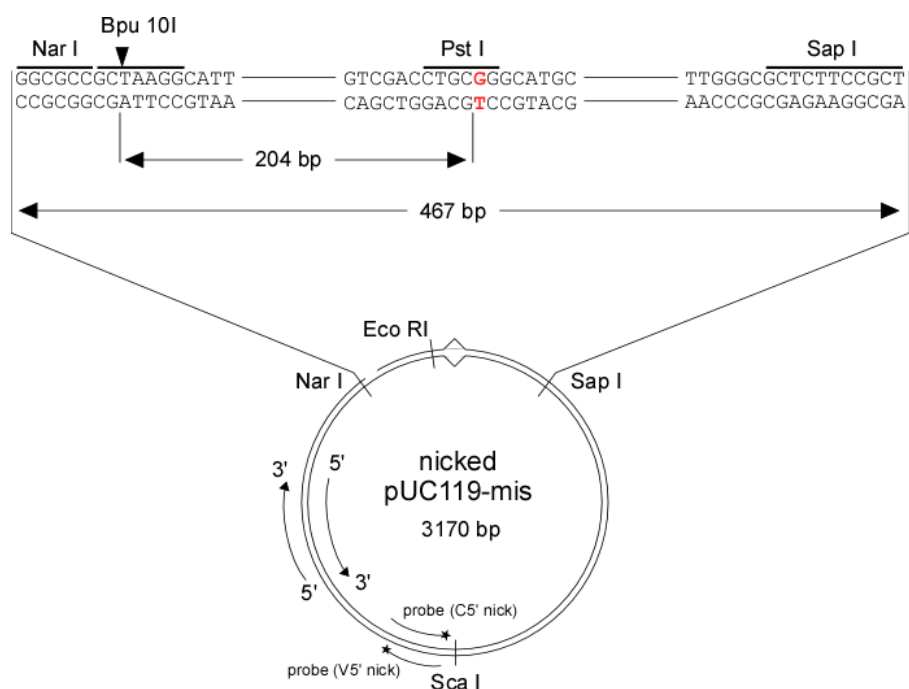 Bpu 10I
Nar I Pst I Sap I
GGCGCCGCTAAGGCATT GTCGACCTGCGGGCATGC TTGGGCGCTCTTCCGCT
CCGCGGCGATTCCGTAA CAGCTGGACGTCCGTACG AACCCGCGAGAAGGCGA
204 bp
467 bp
Eco RI
Nar I Sap I
nicked
pUC119-mis
3170 bp
3' 5'
5' 3'
probe (C5' nick)
probe (V5' nick)
Sca I